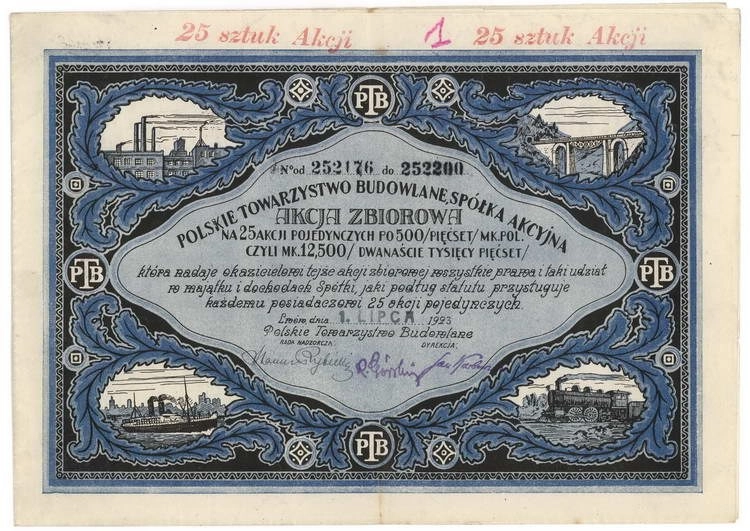 25 sztuk Akcji 1 25 sztuk Akcji
PTB
Nº od 252176 do 252200
POLSKIE TOWARZYSTWO BUDOWLANE, SPÓŁKA AKCYJNA
AKCJA ZBIOROWA
NA 25 AKCJI POJEDYNCZYCH PO 500/PIĘĆSET/MK.POL.
CZYLI MK.12,500/DWANAŚCIE TYSIĘCY PIĘĆSET/
PTB
która nadaje okazicielowi tejże akcji zbiorowej wszystkie prawa i taki udział
w majątku i dochodach Spółki, jaki podług statutu przysługuje
każdemu posiadaczowi 25 akcji pojedynczych.
PTB
Lwów, dnia 1. LIPCA 1923
Polskie Towarzystwo Budowlane
RADA NADZORCZA: DYREKCJA:
PTB